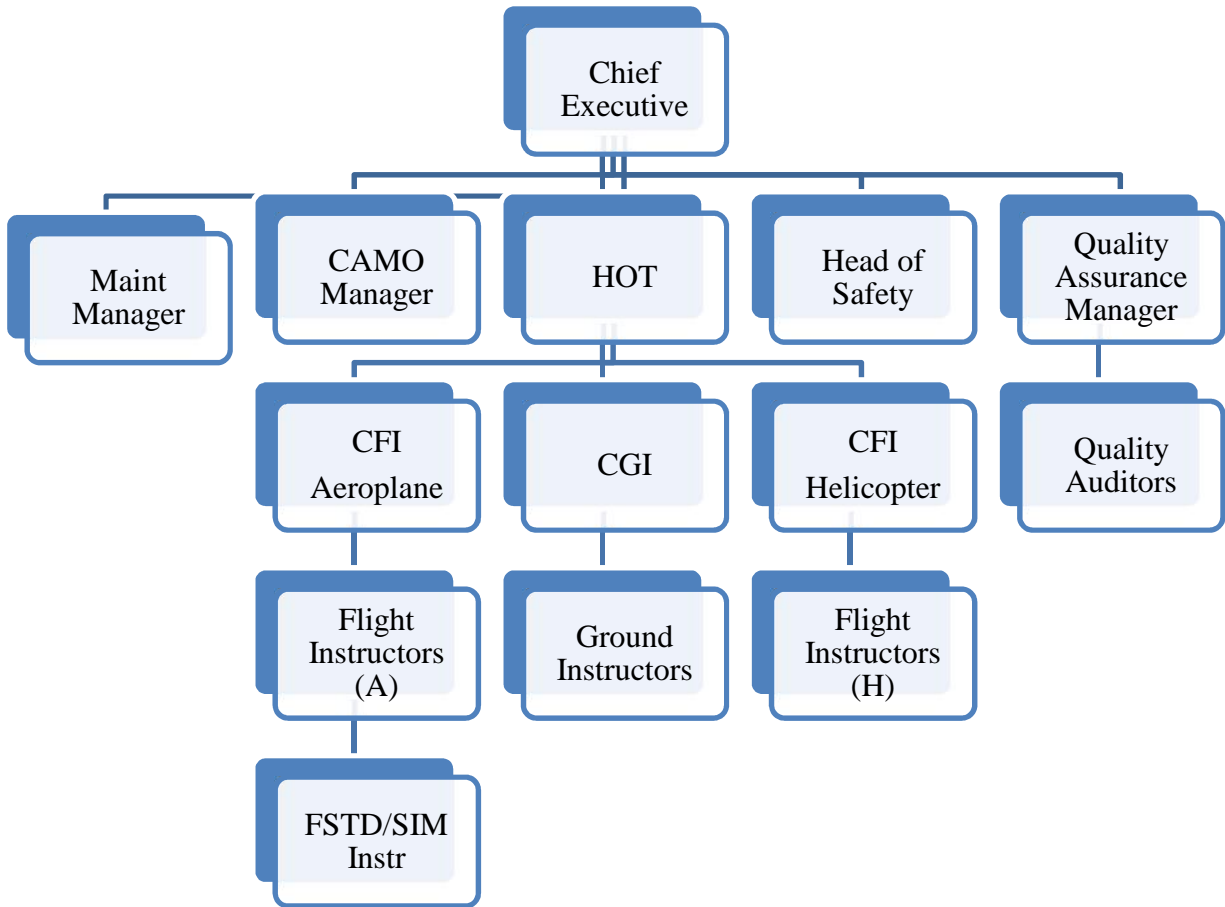 Chief
Executive
Maint
Manager
CAMO
Manager
HOT
Head of
Safety
Quality
Assurance
Manager
CFI
Aeroplane
CGI
CFI
Helicopter
Quality
Auditors
Flight
Instructors
(A)
Ground
Instructors
Flight
Instructors
(H)
FSTD/SIM
Instr